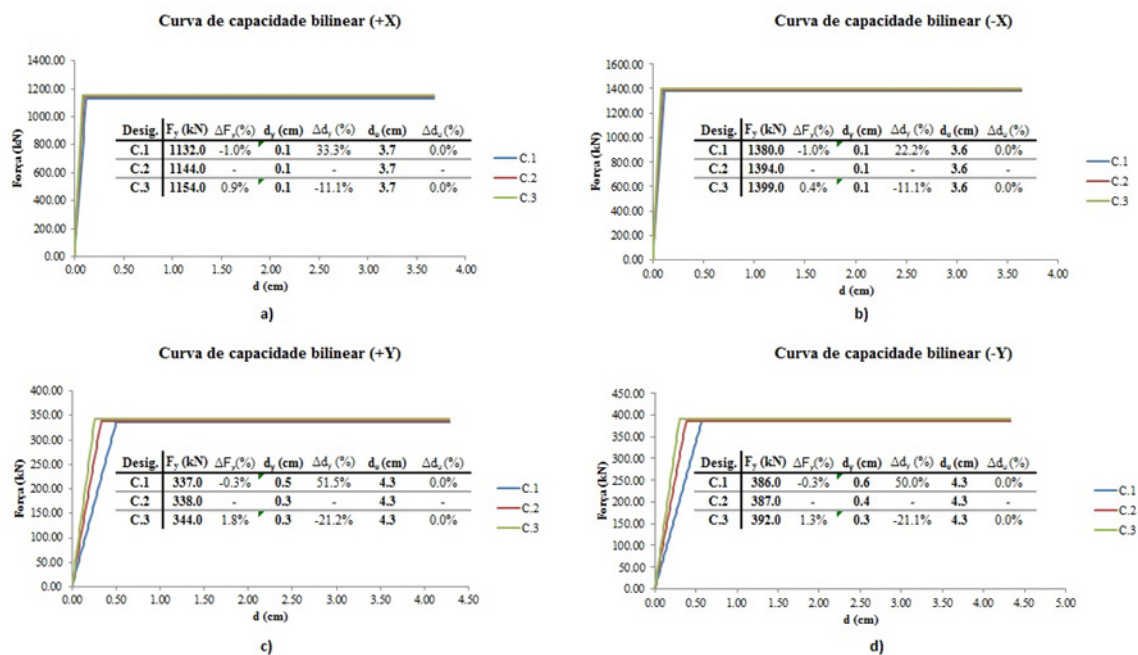 Curva de capacidade bilinear (+X)
Força (kN)
1400.00
1200.00
1000.00
800.00
600.00
400.00
200.00
0.00
Desig. Fy (kN) ΔFy(%) dy (cm) Δdy (%) du (cm) Δdu (%)
C.1 1132.0 -1.0% 0.1 33.3% 3.7 0.0%
C.2 1144.0 - 0.1 - 3.7 -
C.3 1154.0 0.9% 0.1 -11.1% 3.7 0.0%
C.1
C.2
C.3
0.00 0.50 1.00 1.50 2.00 2.50 3.00 3.50 4.00
d (cm)
a)
Curva de capacidade bilinear (-X)
Força (kN)
1600.00
1400.00
1200.00
1000.00
800.00
600.00
400.00
200.00
0.00
Desig. Fy (kN) ΔFy(%) dy (cm) Δdy (%) du (cm) Δdu (%)
C.1 1380.0 -1.0% 0.1 22.2% 3.6 0.0%
C.2 1394.0 - 0.1 - 3.6 -
C.3 1399.0 0.4% 0.1 -11.1% 3.6 0.0%
C.1
C.2
C.3
0.00 0.50 1.00 1.50 2.00 2.50 3.00 3.50 4.00
d (cm)
b)
Curva de capacidade bilinear (+Y)
Força (kN)
400.00
350.00
300.00
250.00
200.00
150.00
100.00
50.00
0.00
Desig. Fy (kN) ΔFy(%) dy (cm) Δdy (%) du (cm) Δdu (%)
C.1 337.0 -0.3% 0.5 51.5% 4.3 0.0%
C.2 338.0 - 0.3 - 4.3 -
C.3 344.0 1.8% 0.3 -21.2% 4.3 0.0%
C.1
C.2
C.3
0.00 0.50 1.00 1.50 2.00 2.50 3.00 3.50 4.00 4.50
d (cm)
c)
Curva de capacidade bilinear (-Y)
Força (kN)
450.00
400.00
350.00
300.00
250.00
200.00
150.00
100.00
50.00
0.00
Desig. Fy (kN) ΔFy(%) dy (cm) Δdy (%) du (cm) Δdu (%)
C.1 386.0 -0.3% 0.6 50.0% 4.3 0.0%
C.2 387.0 - 0.4 - 4.3 -
C.3 392.0 1.3% 0.3 -21.1% 4.3 0.0%
C.1
C.2
C.3
0.00 0.50 1.00 1.50 2.00 2.50 3.00 3.50 4.00 4.50 5.00
d (cm)
d)